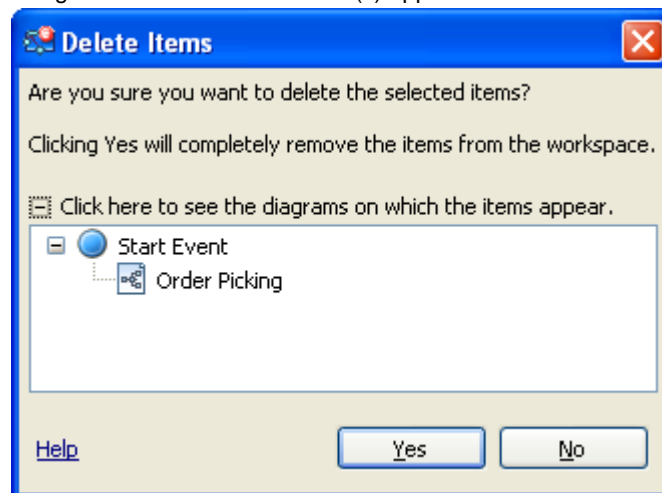 Delete Items
Are you sure you want to delete the selected items?
Clicking Yes will completely remove the items from the workspace.
Click here to see the diagrams on which the items appear.
Start Event
Order Picking
Help
Yes
No